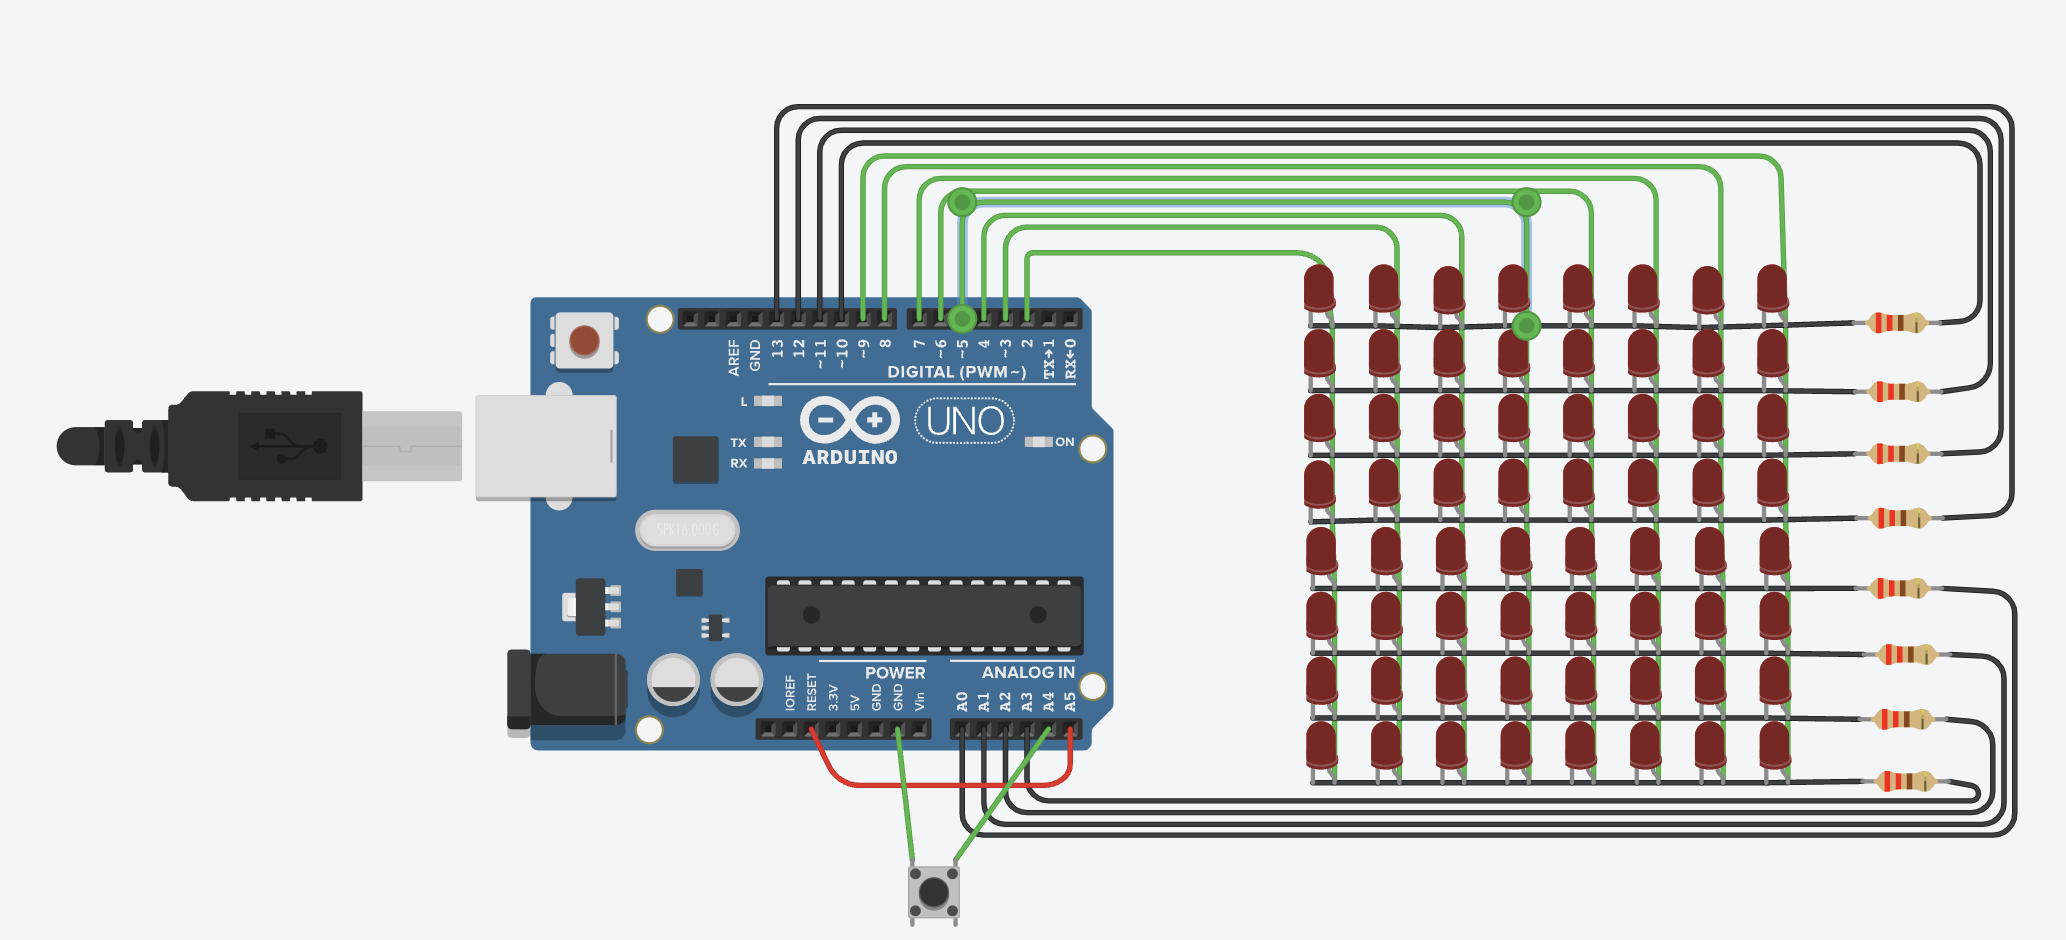 AREF
GND
13
12
~11
~10
~9
8
7
~6
~5
4
~3
2
TX→1
RX←0
DIGITAL (PWM~)
L
TX
RX
UNO
ARDUINO
ON
SPK16.000G
POWER
ANALOG IN
IOREF
RESET
3.3V
5V
GND
GND
Vin
A0
A1
A2
A3
A4
A5